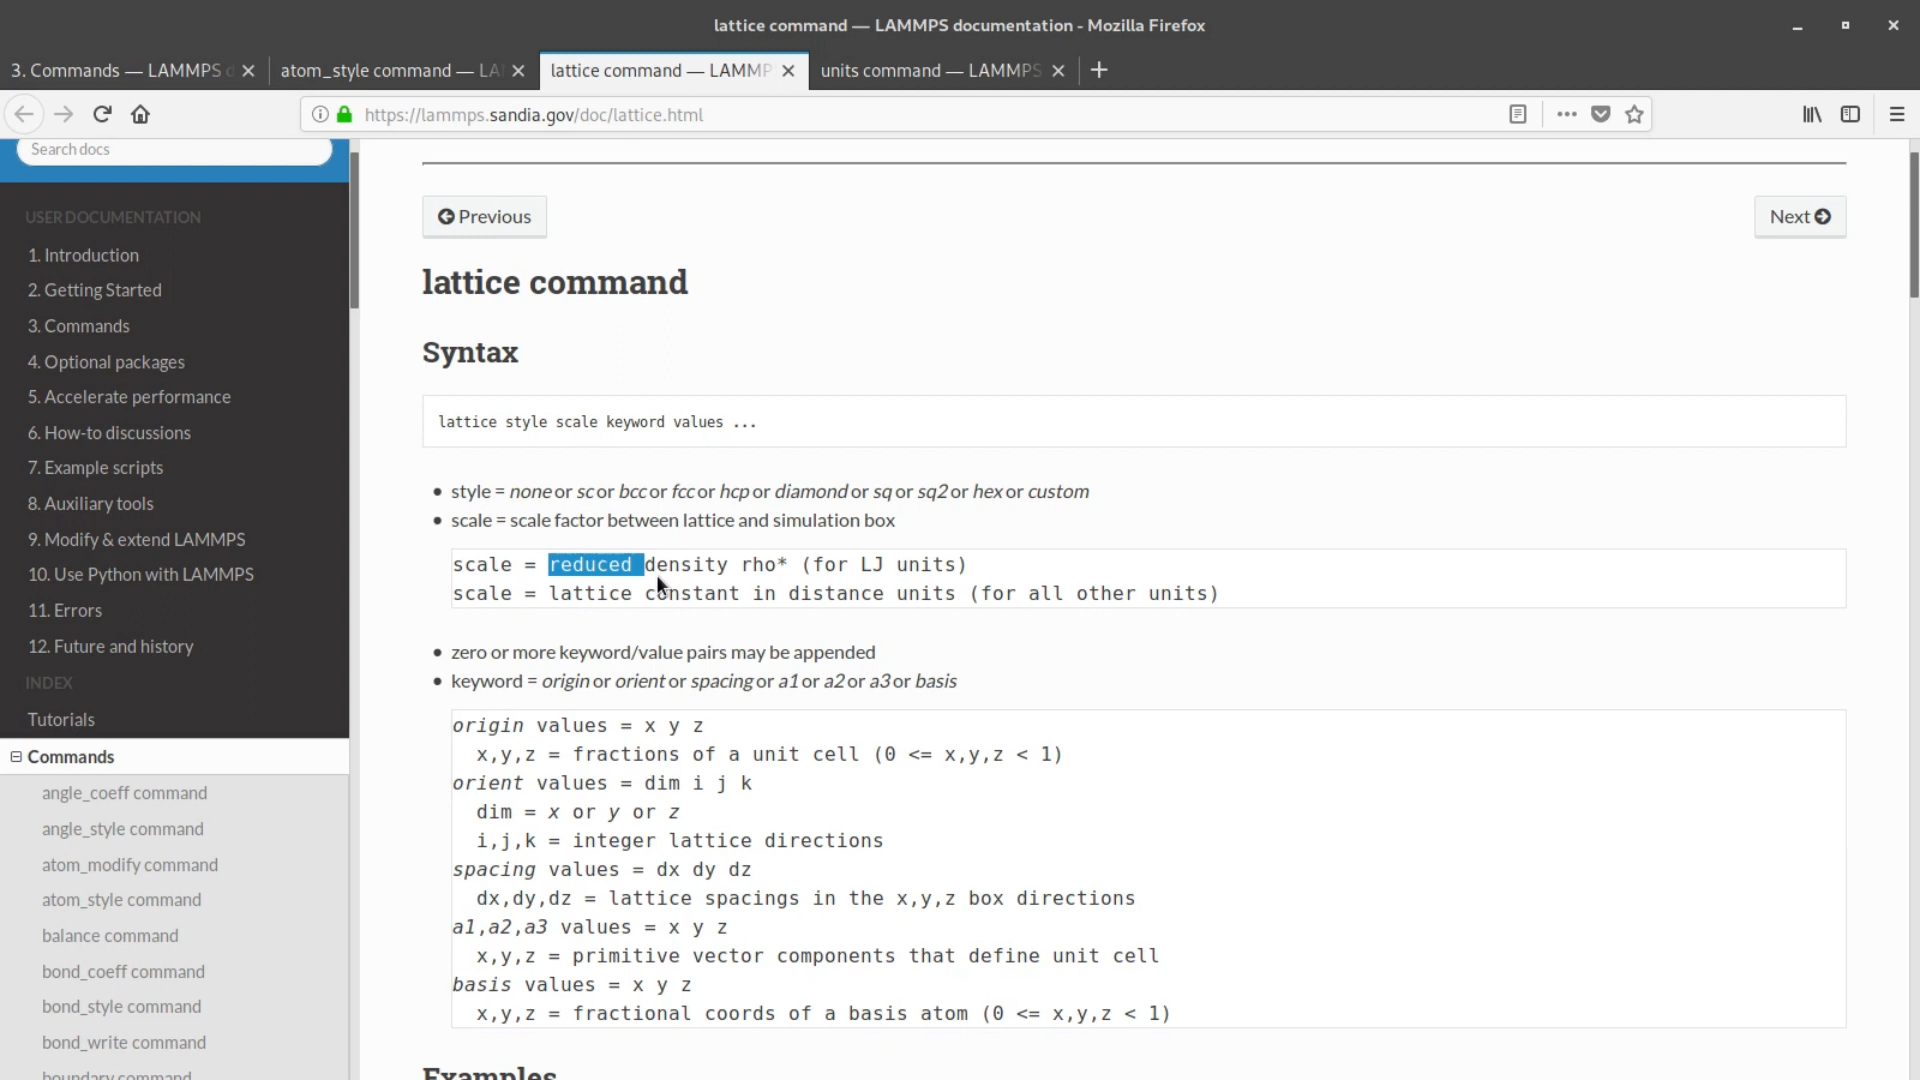 lattice command — LAMMPS documentation - Mozilla Firefox
3. Commands — LAMMPS d
atom_style command — LA
lattice command — LAMMP
units command — LAMMPS
https://lammps.sandia.gov/doc/lattice.html
Search docs
USER DOCUMENTATION
1. Introduction
2. Getting Started
3. Commands
4. Optional packages
5. Accelerate performance
6. How-to discussions
7. Example scripts
8. Auxiliary tools
9. Modify & extend LAMMPS
10. Use Python with LAMMPS
11. Errors
12. Future and history
INDEX
Tutorials
Commands
angle_coeff command
angle_style command
atom_modify command
atom_style command
balance command
bond_coeff command
bond_style command
bond_write command
boundary command
Previous
Next
lattice command
Syntax
lattice style scale keyword values ...
• style = none or sc or bcc or fcc or hcp or diamond or sq or sq2 or hex or custom
• scale = scale factor between lattice and simulation box
scale = reduced density rho* (for LJ units)
scale = lattice constant in distance units (for all other units)
• zero or more keyword/value pairs may be appended
• keyword = origin or orient or spacing or a1 or a2 or a3 or basis
origin values = x y z
x,y,z = fractions of a unit cell (0 <= x,y,z < 1)
orient values = dim i j k
dim = x or y or z
i,j,k = integer lattice directions
spacing values = dx dy dz
dx,dy,dz = lattice spacings in the x,y,z box directions
a1,a2,a3 values = x y z
x,y,z = primitive vector components that define unit cell
basis values = x y z
x,y,z = fractional coords of a basis atom (0 <= x,y,z < 1)
Examples